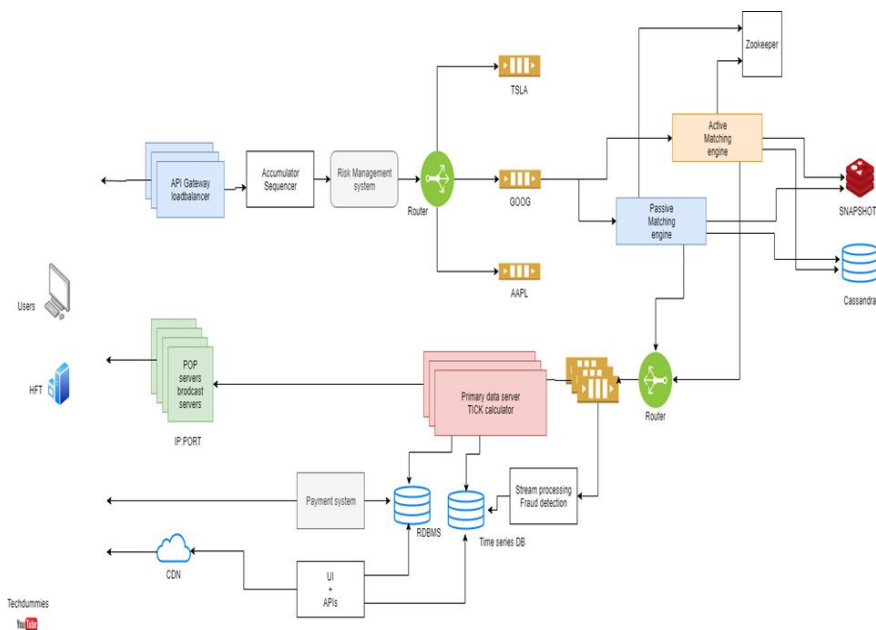 Zookeeper
TSLA
Active
Matching
engine
API Gateway
loadbalancer
Accumulator
Sequencer
Risk Management
system
Router
GOOG
SNAPSHOT
Passive
Matching
engine
Cassandra
AAPL
Users
HFT
POP
servers
brodcast
servers
IP:PORT
Primary data server
TICK calculator
Router
Payment system
RDBMS
Time series DB
Stream processing
Fraud detection
CDN
UI
+
APIs
Techdummies
YouTube